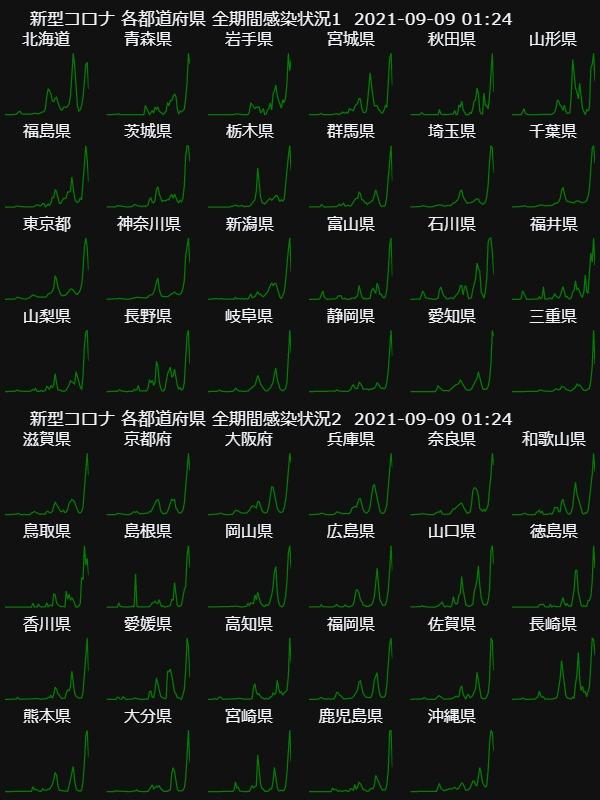 新型コロナ 各都道府県 全期間感染状況1 2021-09-09 01:24
北海道 青森県 岩手県 宮城県 秋田県 山形県
福島県 茨城県 栃木県 群馬県 埼玉県 千葉県
東京都 神奈川県 新潟県 富山県 石川県 福井県
山梨県 長野県 岐阜県 静岡県 愛知県 三重県
新型コロナ 各都道府県 全期間感染状況2 2021-09-09 01:24
滋賀県 京都府 大阪府 兵庫県 奈良県 和歌山県
鳥取県 島根県 岡山県 広島県 山口県 徳島県
香川県 愛媛県 高知県 福岡県 佐賀県 長崎県
熊本県 大分県 宮崎県 鹿児島県 沖縄県